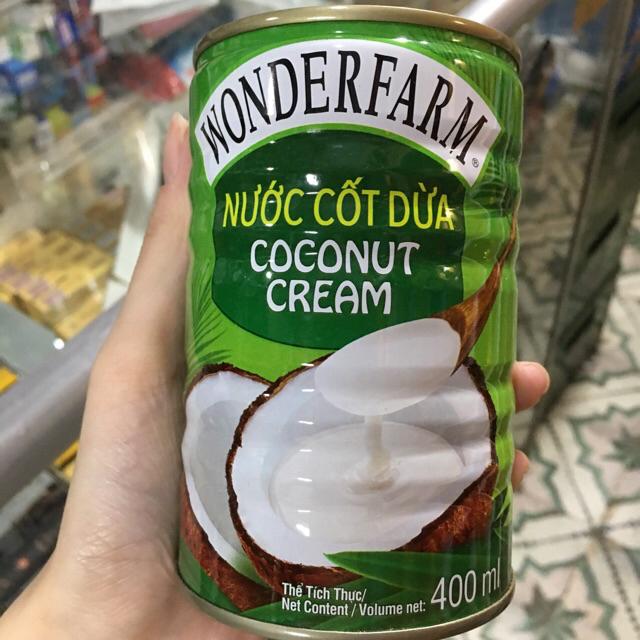 WONDERFARM®
NƯỚC CỐT DỪA
COCONUT
CREAM
Thể Tích Thực/
Net Content / Volume net: 400 ml